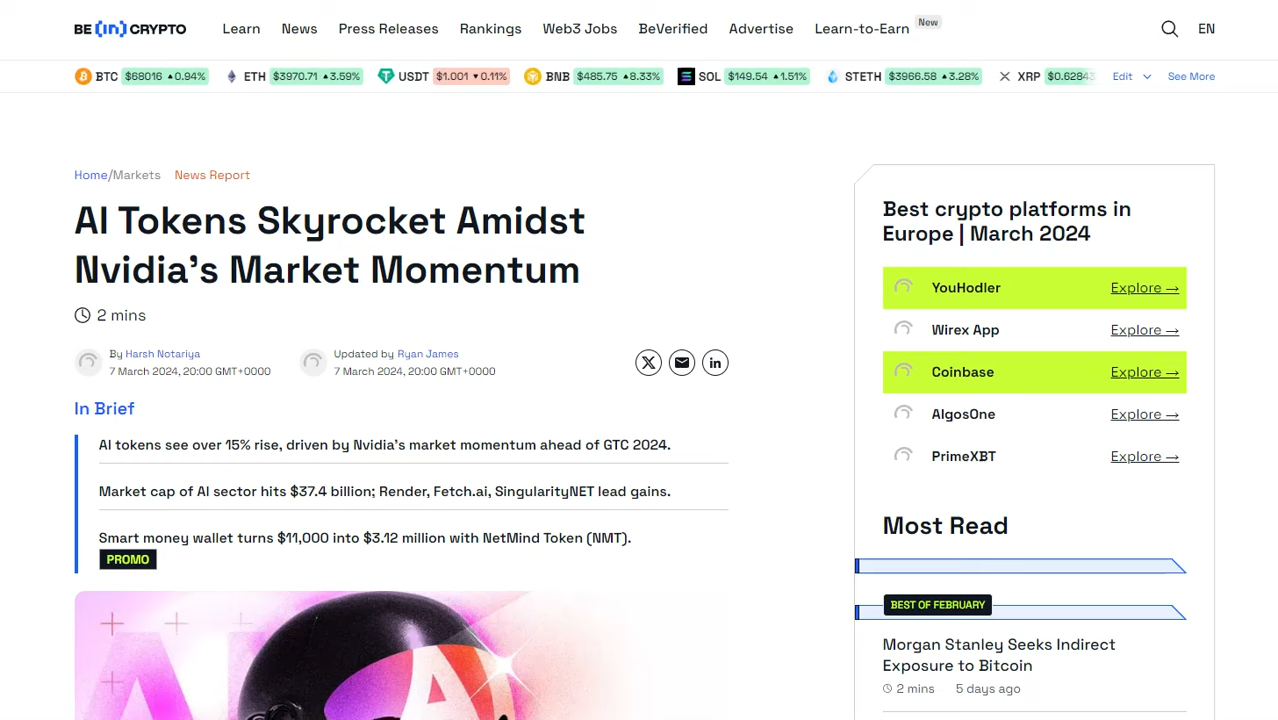 BE[in]CRYPTO Learn News Press Releases Rankings Web3 Jobs BeVerified Advertise Learn-to-Earn New EN
BTC $68016 ▲0.94% ETH $3970.71 ▲3.59% USDT $1.001 ▼0.11% BNB $485.75 ▲8.33% SOL $149.54 ▲1.51% STETH $3966.58 ▲3.28% XRP $0.62843 Edit See More
Home/Markets News Report
AI Tokens Skyrocket Amidst
Nvidia's Market Momentum
2 mins
By Harsh Notariya
7 March 2024, 20:00 GMT+0000
Updated by Ryan James
7 March 2024, 20:00 GMT+0000
In Brief
AI tokens see over 15% rise, driven by Nvidia's market momentum ahead of GTC 2024.
Market cap of AI sector hits $37.4 billion; Render, Fetch.ai, SingularityNET lead gains.
Smart money wallet turns $11,000 into $3.12 million with NetMind Token (NMT).
PROMO
AI
A
Best crypto platforms in
Europe | March 2024
YouHodler Explore →
Wirex App Explore →
Coinbase Explore →
AlgosOne Explore →
PrimeXBT Explore →
Most Read
BEST OF FEBRUARY
Morgan Stanley Seeks Indirect
Exposure to Bitcoin
2 mins 5 days ago